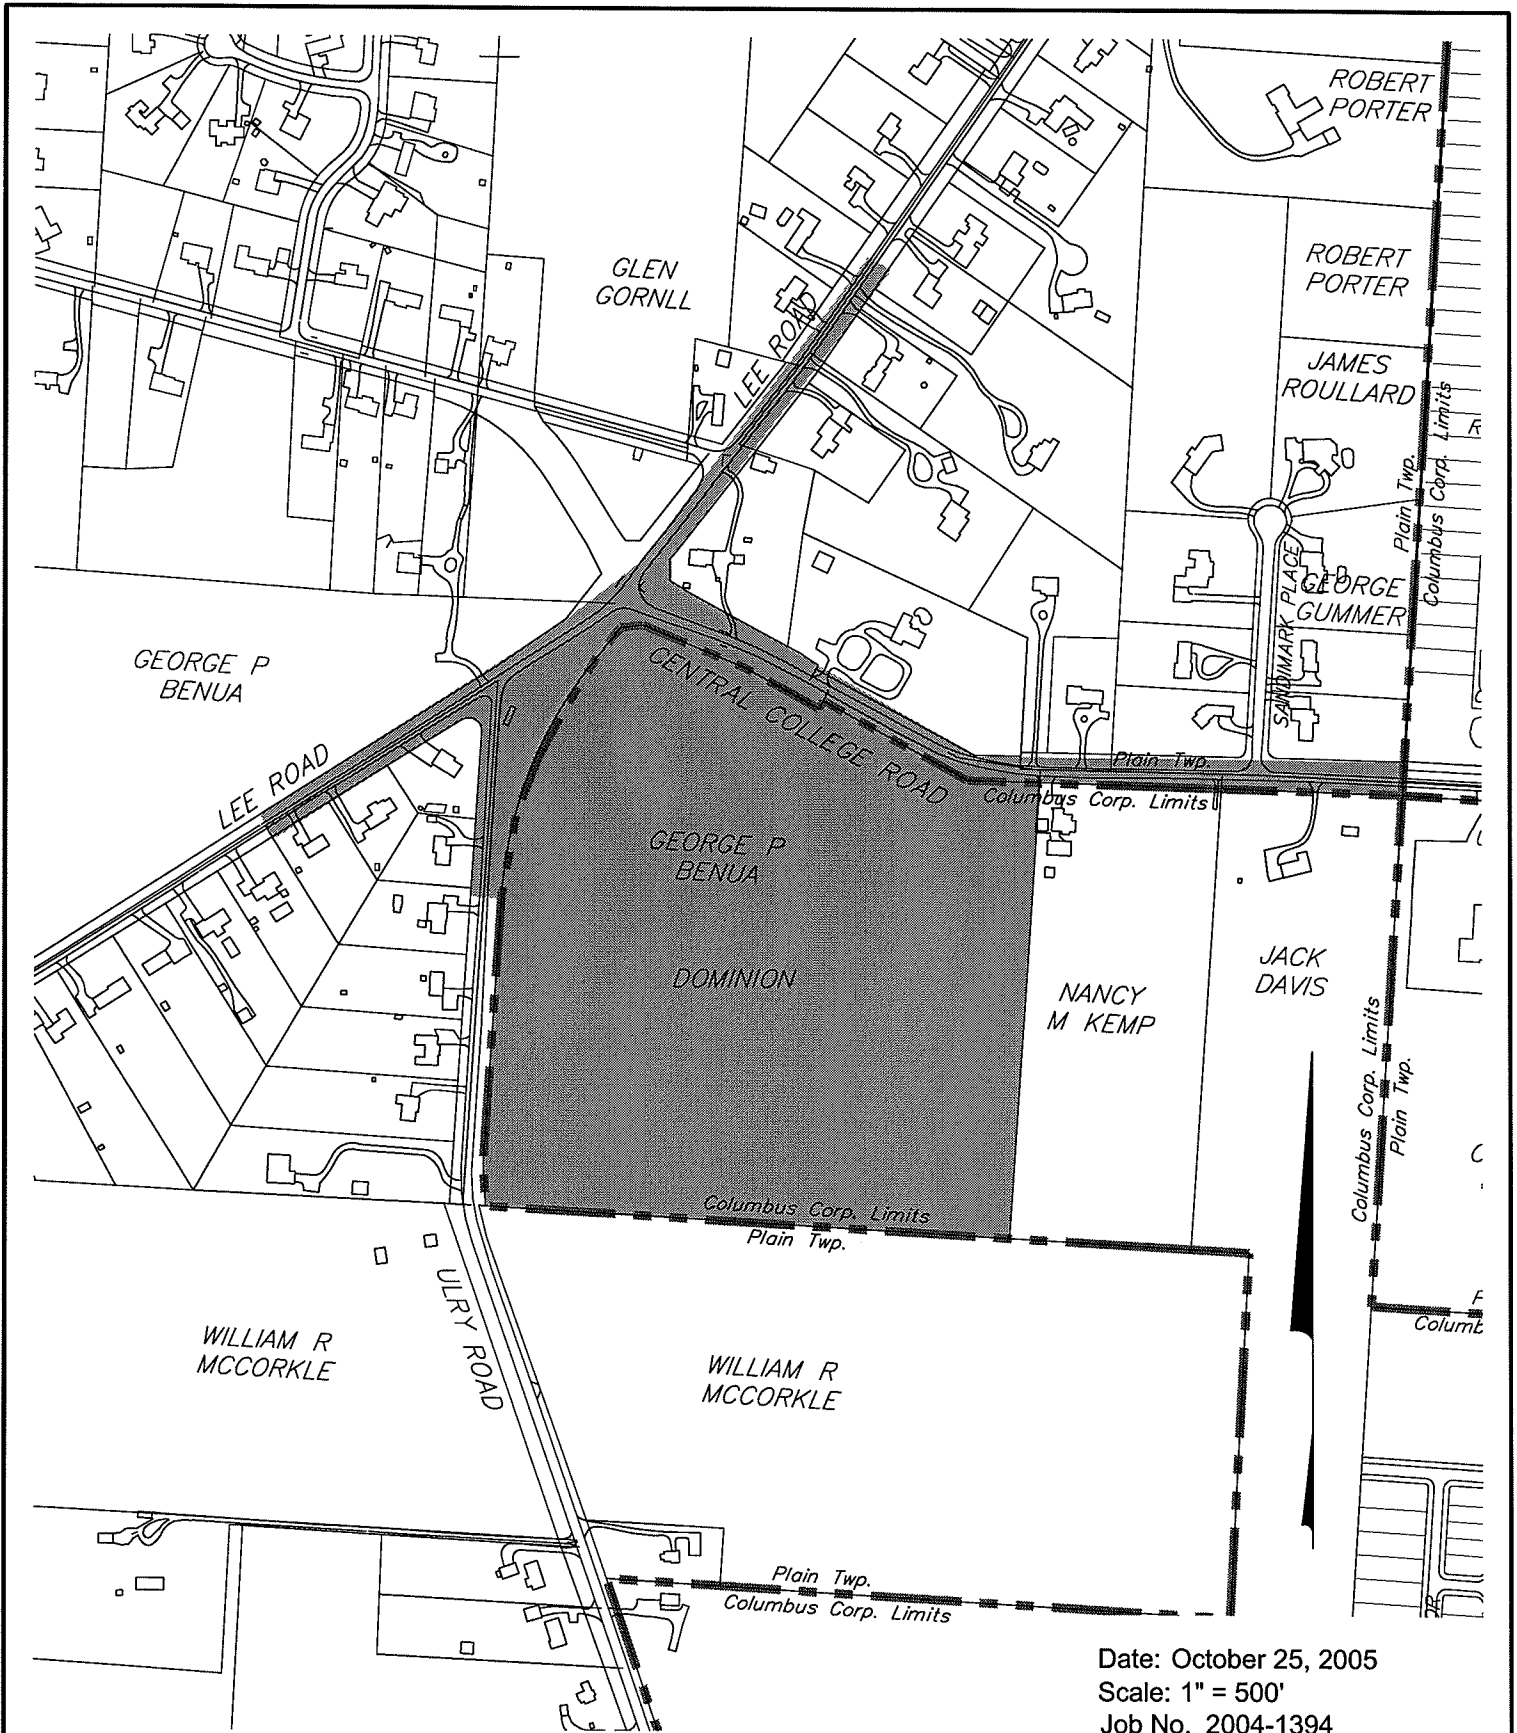 ROBERT
PORTER
GLEN
GORNLL
ROBERT
PORTER
LEE ROAD
JAMES
ROULLARD
Plain Twp.
Columbus Corp. Limits
R
SANDIMARK PLACE
GEORGE
GUMMER
GEORGE P
BENUA
CENTRAL COLLEGE ROAD
LEE ROAD
Plain Twp.
Columbus Corp. Limits
GEORGE P
BENUA
DOMINION
NANCY
M KEMP
JACK
DAVIS
Columbus Corp. Limits
Plain Twp.
Columbus Corp. Limits
Plain Twp.
ULRY ROAD
WILLIAM R
MCCORKLE
WILLIAM R
MCCORKLE
Columb
Plain Twp.
Columbus Corp. Limits
Date: October 25, 2005
Scale: 1" = 500'
Job No. 2004-1394